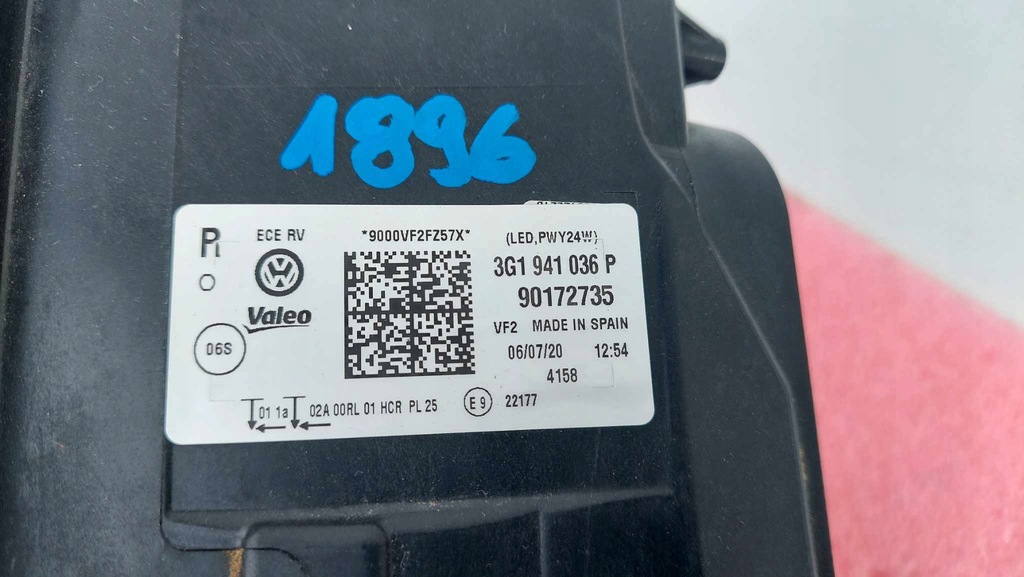 1896
R ECE RV *9000VF2FZ57X* (LED,PWY24W)
3G1 941 036 P
Valeo
90172735
VF2 MADE IN SPAIN
06S
06/07/20 12:54
4158
01 1a 02A 00RL 01 HCR PL 25 E9 22177